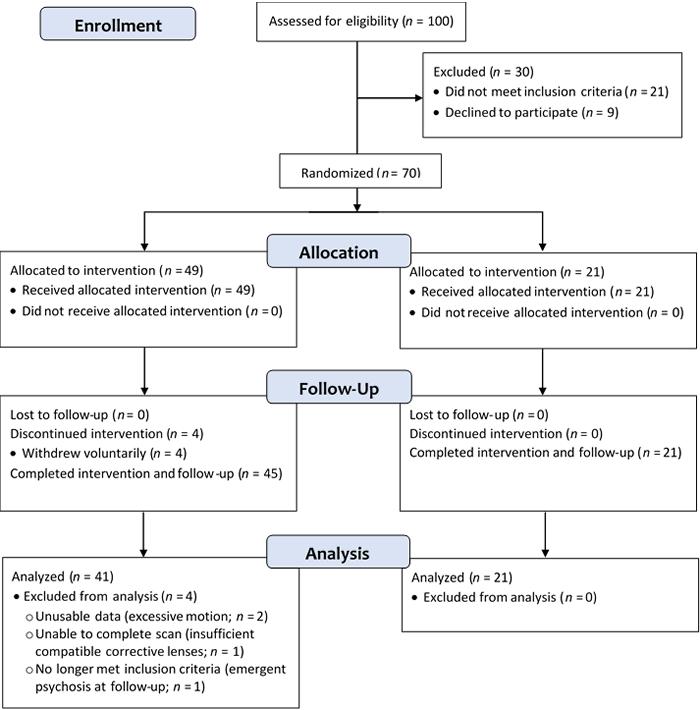 Enrollment
Assessed for eligibility (n = 100)
Excluded (n = 30)
• Did not meet inclusion criteria (n = 21)
• Declined to participate (n = 9)
Randomized (n = 70)
Allocation
Allocated to intervention (n = 49)
• Received allocated intervention (n = 49)
• Did not receive allocated intervention (n = 0)
Allocated to intervention (n = 21)
• Received allocated intervention (n = 21)
• Did not receive allocated intervention (n = 0)
Follow-Up
Lost to follow-up (n = 0)
Discontinued intervention (n = 4)
• Withdrew voluntarily (n = 4)
Completed intervention and follow-up (n = 45)
Lost to follow-up (n = 0)
Discontinued intervention (n = 0)
Completed intervention and follow-up (n = 21)
Analysis
Analyzed (n = 41)
• Excluded from analysis (n = 4)
○ Unusable data (excessive motion; n = 2)
○ Unable to complete scan (insufficient
compatible corrective lenses; n = 1)
○ No longer met inclusion criteria (emergent
psychosis at follow-up; n = 1)
Analyzed (n = 21)
• Excluded from analysis (n = 0)